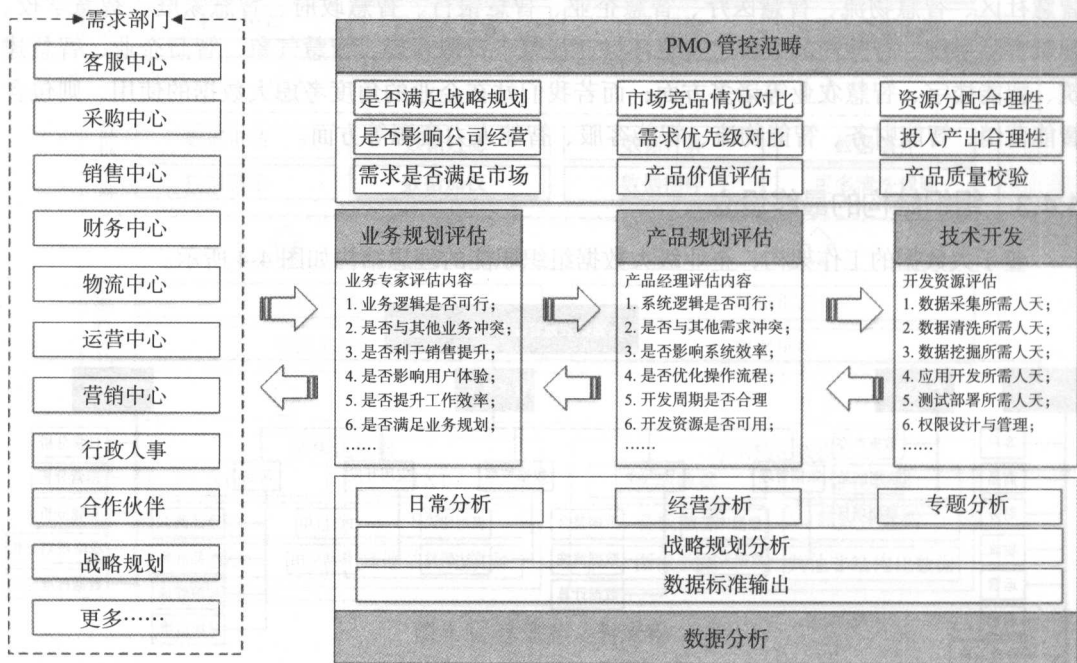 需求部门
客服中心
采购中心
销售中心
财务中心
物流中心
运营中心
营销中心
行政人事
合作伙伴
战略规划
更多……
PMO 管控范畴
是否满足战略规划
市场竞品情况对比
资源分配合理性
是否影响公司经营
需求优先级对比
投入产出合理性
需求是否满足市场
产品价值评估
产品质量校验
业务规划评估
业务专家评估内容
1. 业务逻辑是否可行;
2. 是否与其他业务冲突;
3. 是否利于销售提升;
4. 是否影响用户体验;
5. 是否提升工作效率;
6. 是否满足业务规划;
……
产品规划评估
产品经理评估内容
1. 系统逻辑是否可行;
2. 是否与其他需求冲突;
3. 是否影响系统效率;
4. 是否优化操作流程;
5. 开发周期是否合理
6. 开发资源是否可用;
……
技术开发
开发资源评估
1. 数据采集所需人天;
2. 数据清洗所需人天;
3. 数据挖掘所需人天;
4. 应用开发所需人天;
5. 测试部署所需人天;
6. 权限设计与管理;
……
日常分析
经营分析
专题分析
战略规划分析
数据标准输出
数据分析